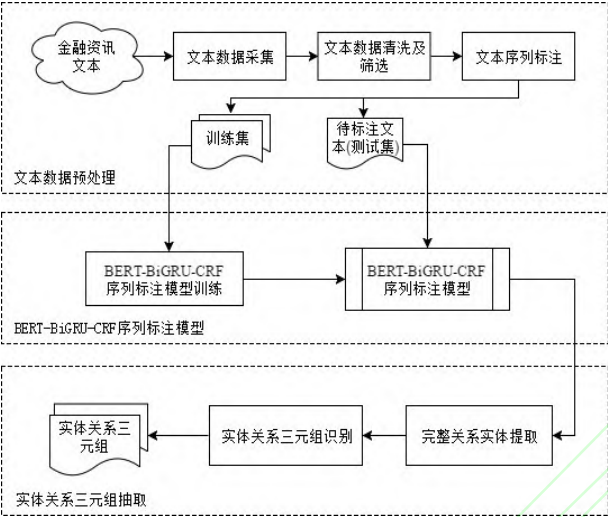 金融资讯
文本
文本数据采集
文本数据清洗及
筛选
文本序列标注
训练集
待标注文
本(测试集)
文本数据预处理
BERT-BiGRU-CRF
序列标注模型训练
BERT-BiGRU-CRF
序列标注模型
BERT-BiGRU-CRF序列标注模型
实体关系三
元组
实体关系三元组识别
完整关系实体提取
实体关系三元组抽取